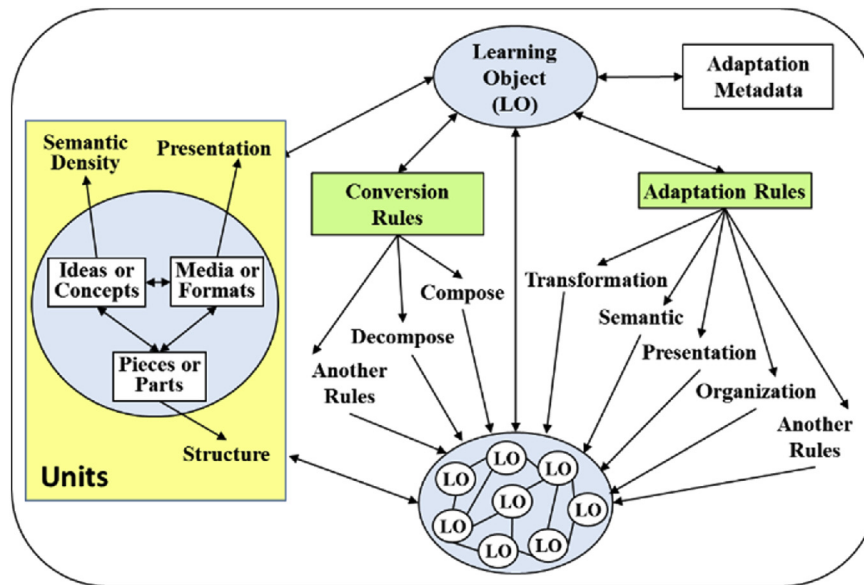 Learning
Object
(LO)
Adaptation
Metadata
Semantic
Density
Presentation
Ideas or
Concepts
Media or
Formats
Pieces or
Parts
Structure
Units
Conversion
Rules
Compose
Decompose
Another
Rules
Adaptation Rules
Transformation
Semantic
Presentation
Organization
Another
Rules
LO
LO
LO
LO
LO
LO
LO
LO